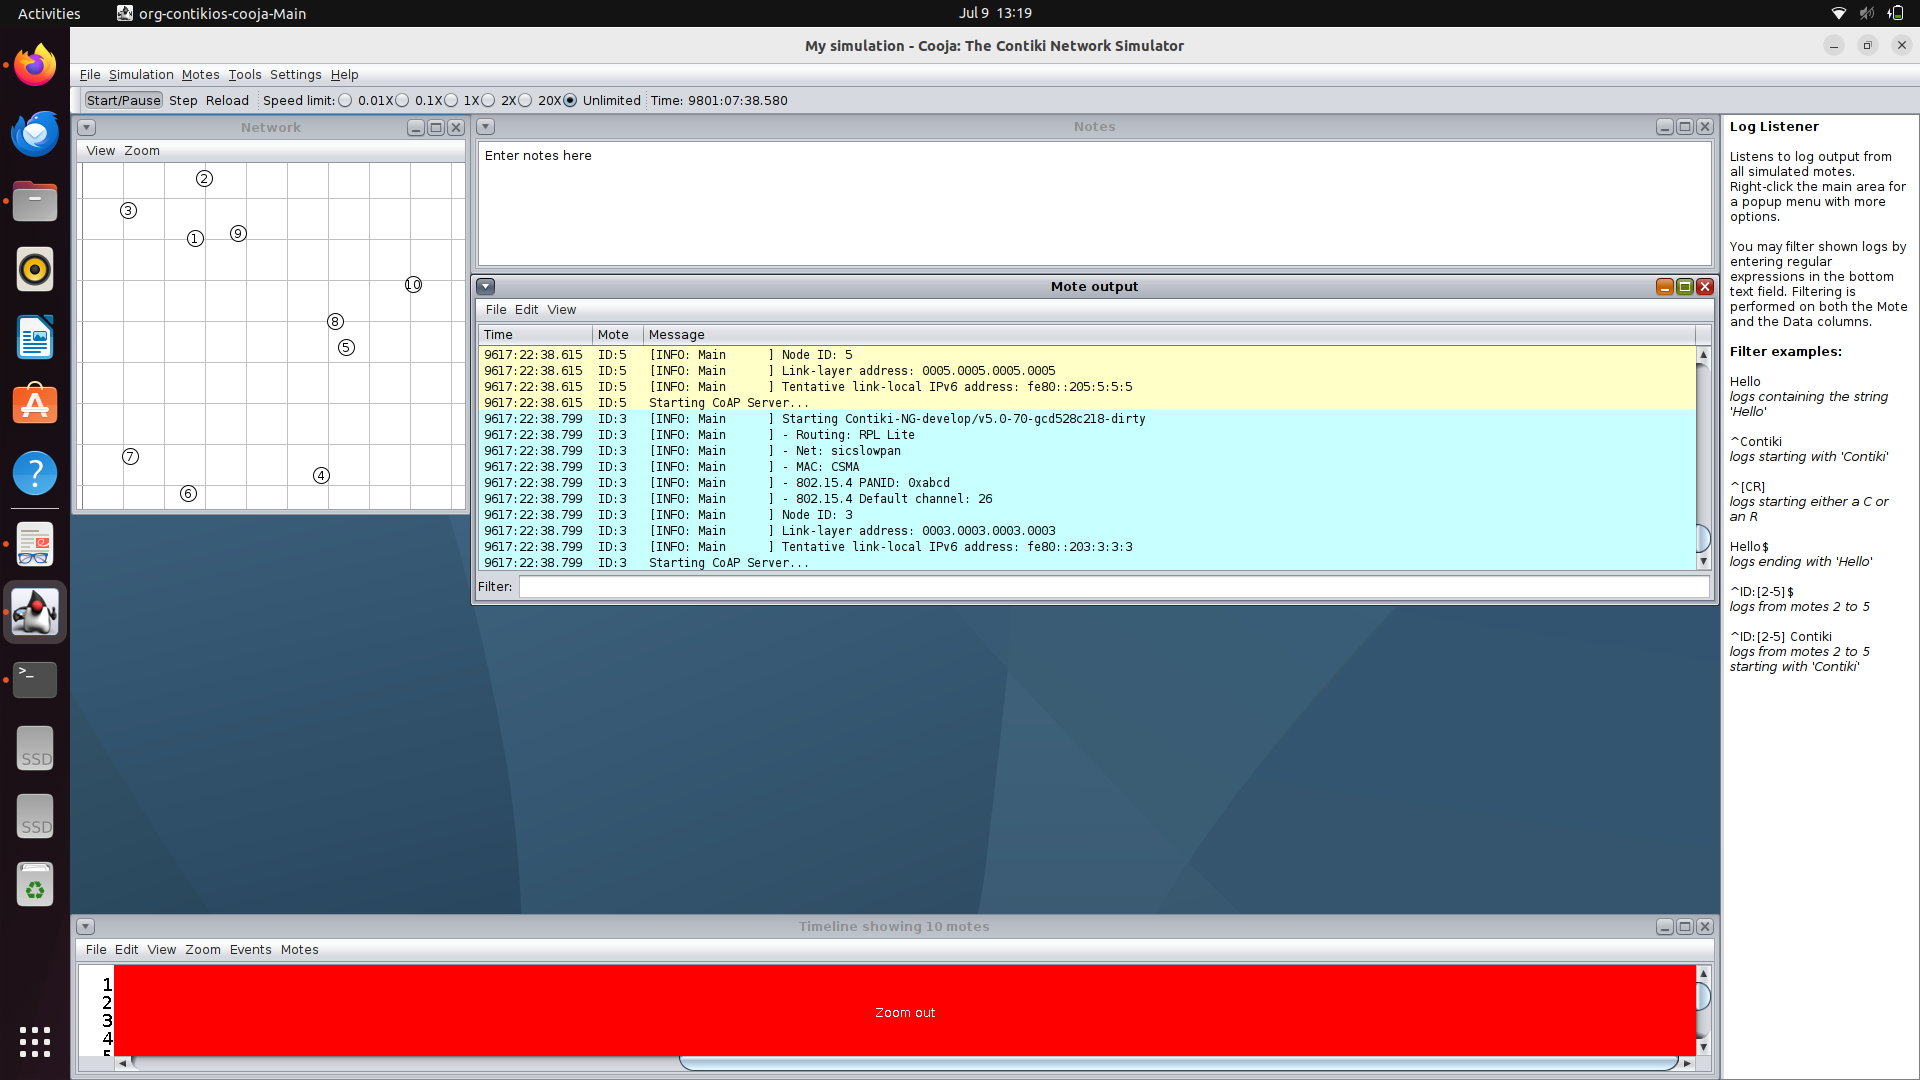 Activities org-contikios-cooja-Main Jul 9 13:19
My simulation - Cooja: The Contiki Network Simulator
File Simulation Motes Tools Settings Help
Start/Pause Step Reload Speed limit: 0.01X 0.1X 1X 2X 20X Unlimited Time: 9801:07:38.580
Network
View Zoom
2
3
1
9
10
8
5
7
4
6
Notes
Enter notes here
Mote output
File Edit View
Time Mote Message
9617:22:38.615 ID:5 [INFO: Main ] Node ID: 5
9617:22:38.615 ID:5 [INFO: Main ] Link-layer address: 0005.0005.0005.0005
9617:22:38.615 ID:5 [INFO: Main ] Tentative link-local IPv6 address: fe80::205:5:5:5
9617:22:38.615 ID:5 Starting CoAP Server...
9617:22:38.799 ID:3 [INFO: Main ] Starting Contiki-NG-develop/v5.0-70-gcd528c218-dirty
9617:22:38.799 ID:3 [INFO: Main ] - Routing: RPL Lite
9617:22:38.799 ID:3 [INFO: Main ] - Net: sicslowpan
9617:22:38.799 ID:3 [INFO: Main ] - MAC: CSMA
9617:22:38.799 ID:3 [INFO: Main ] - 802.15.4 PANID: 0xabcd
9617:22:38.799 ID:3 [INFO: Main ] - 802.15.4 Default channel: 26
9617:22:38.799 ID:3 [INFO: Main ] Node ID: 3
9617:22:38.799 ID:3 [INFO: Main ] Link-layer address: 0003.0003.0003.0003
9617:22:38.799 ID:3 [INFO: Main ] Tentative link-local IPv6 address: fe80::203:3:3:3
9617:22:38.799 ID:3 Starting CoAP Server...
Filter:
Log Listener
Listens to log output from
all simulated motes.
Right-click the main area for
a popup menu with more
options.
You may filter shown logs by
entering regular
expressions in the bottom
text field. Filtering is
performed on both the Mote
and the Data columns.
Filter examples:
Hello
logs containing the string
'Hello'
^Contiki
logs starting with 'Contiki'
^[CR]
logs starting either a C or
an R
Hello$
logs ending with 'Hello'
^ID:[2-5]$
logs from motes 2 to 5
^ID:[2-5] Contiki
logs from motes 2 to 5
starting with 'Contiki'
SSD
SSD
Timeline showing 10 motes
File Edit View Zoom Events Motes
1
2
3
4
5
Zoom out